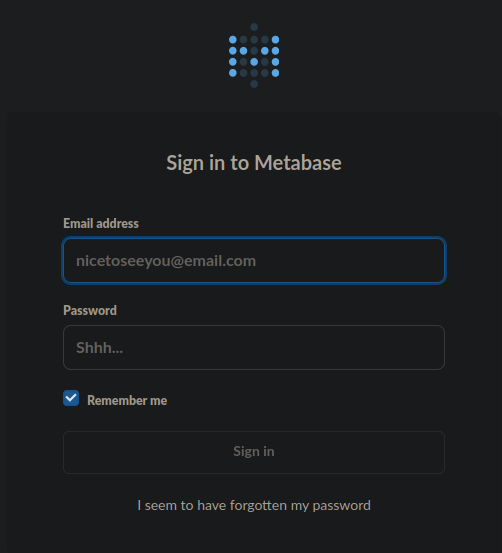 Sign in to Metabase
Email address
nicetoseeyou@email.com
Password
Shhh...
Remember me
Sign in
I seem to have forgotten my password